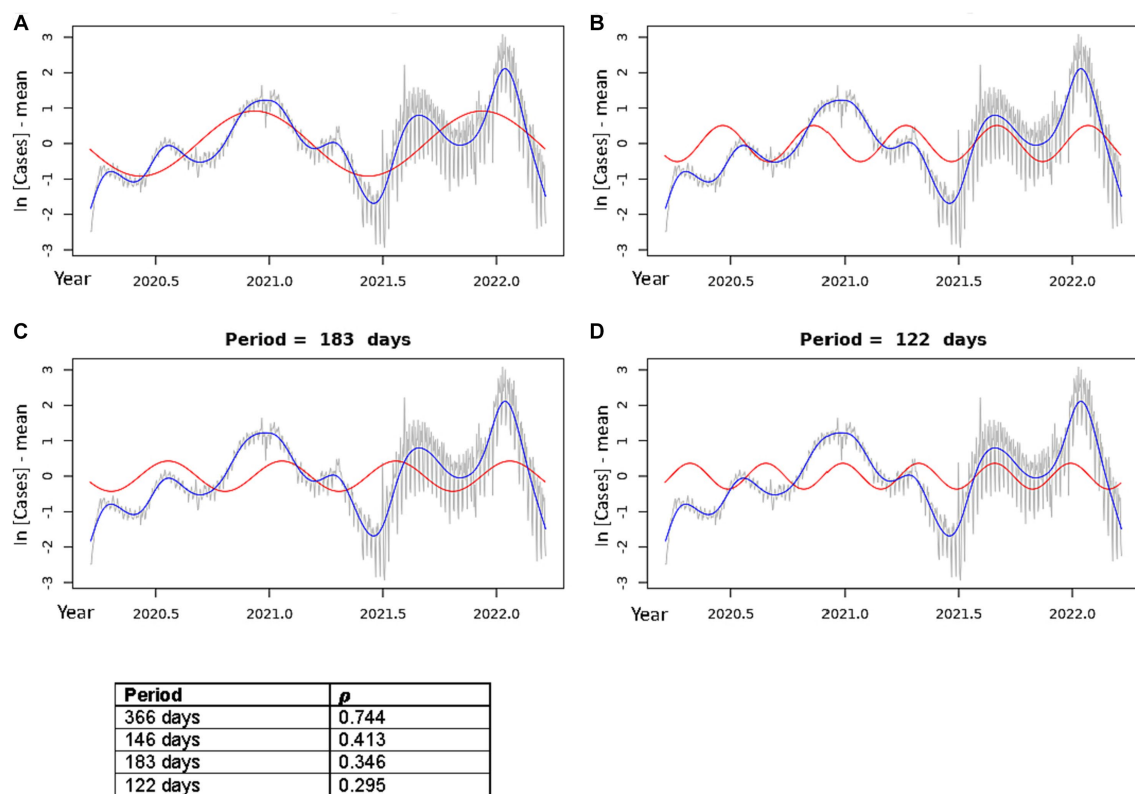 A
B
3
2
1
0
-1
-2
-3
ln [Cases] - mean
Year
2020.5
2021.0
2021.5
2022.0
3
2
1
0
-1
-2
-3
ln [Cases] - mean
Year
2020.5
2021.0
2021.5
2022.0
C
Period = 183 days
3
2
1
0
-1
-2
-3
ln [Cases] - mean
Year
2020.5
2021.0
2021.5
2022.0
D
Period = 122 days
3
2
1
0
-1
-2
-3
ln [Cases] - mean
Year
2020.5
2021.0
2021.5
2022.0
Period ρ
366 days 0.744
146 days 0.413
183 days 0.346
122 days 0.295